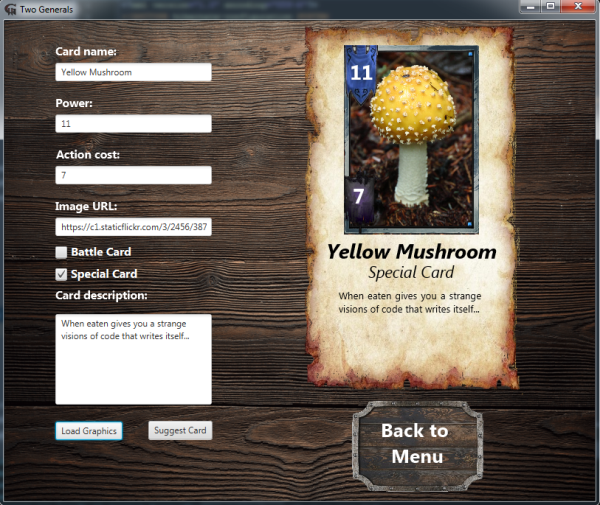 Two Generals
Card name:
Yellow Mushroom
Power:
11
Action cost:
7
Image URL:
https://c1.staticflickr.com/3/2456/387
Battle Card
Special Card
Card description:
When eaten gives you a strange
visions of code that writes itself...
Load Graphics
Suggest Card
11
7
Yellow Mushroom
Special Card
When eaten gives you a strange
visions of code that writes itself...
Back to
Menu